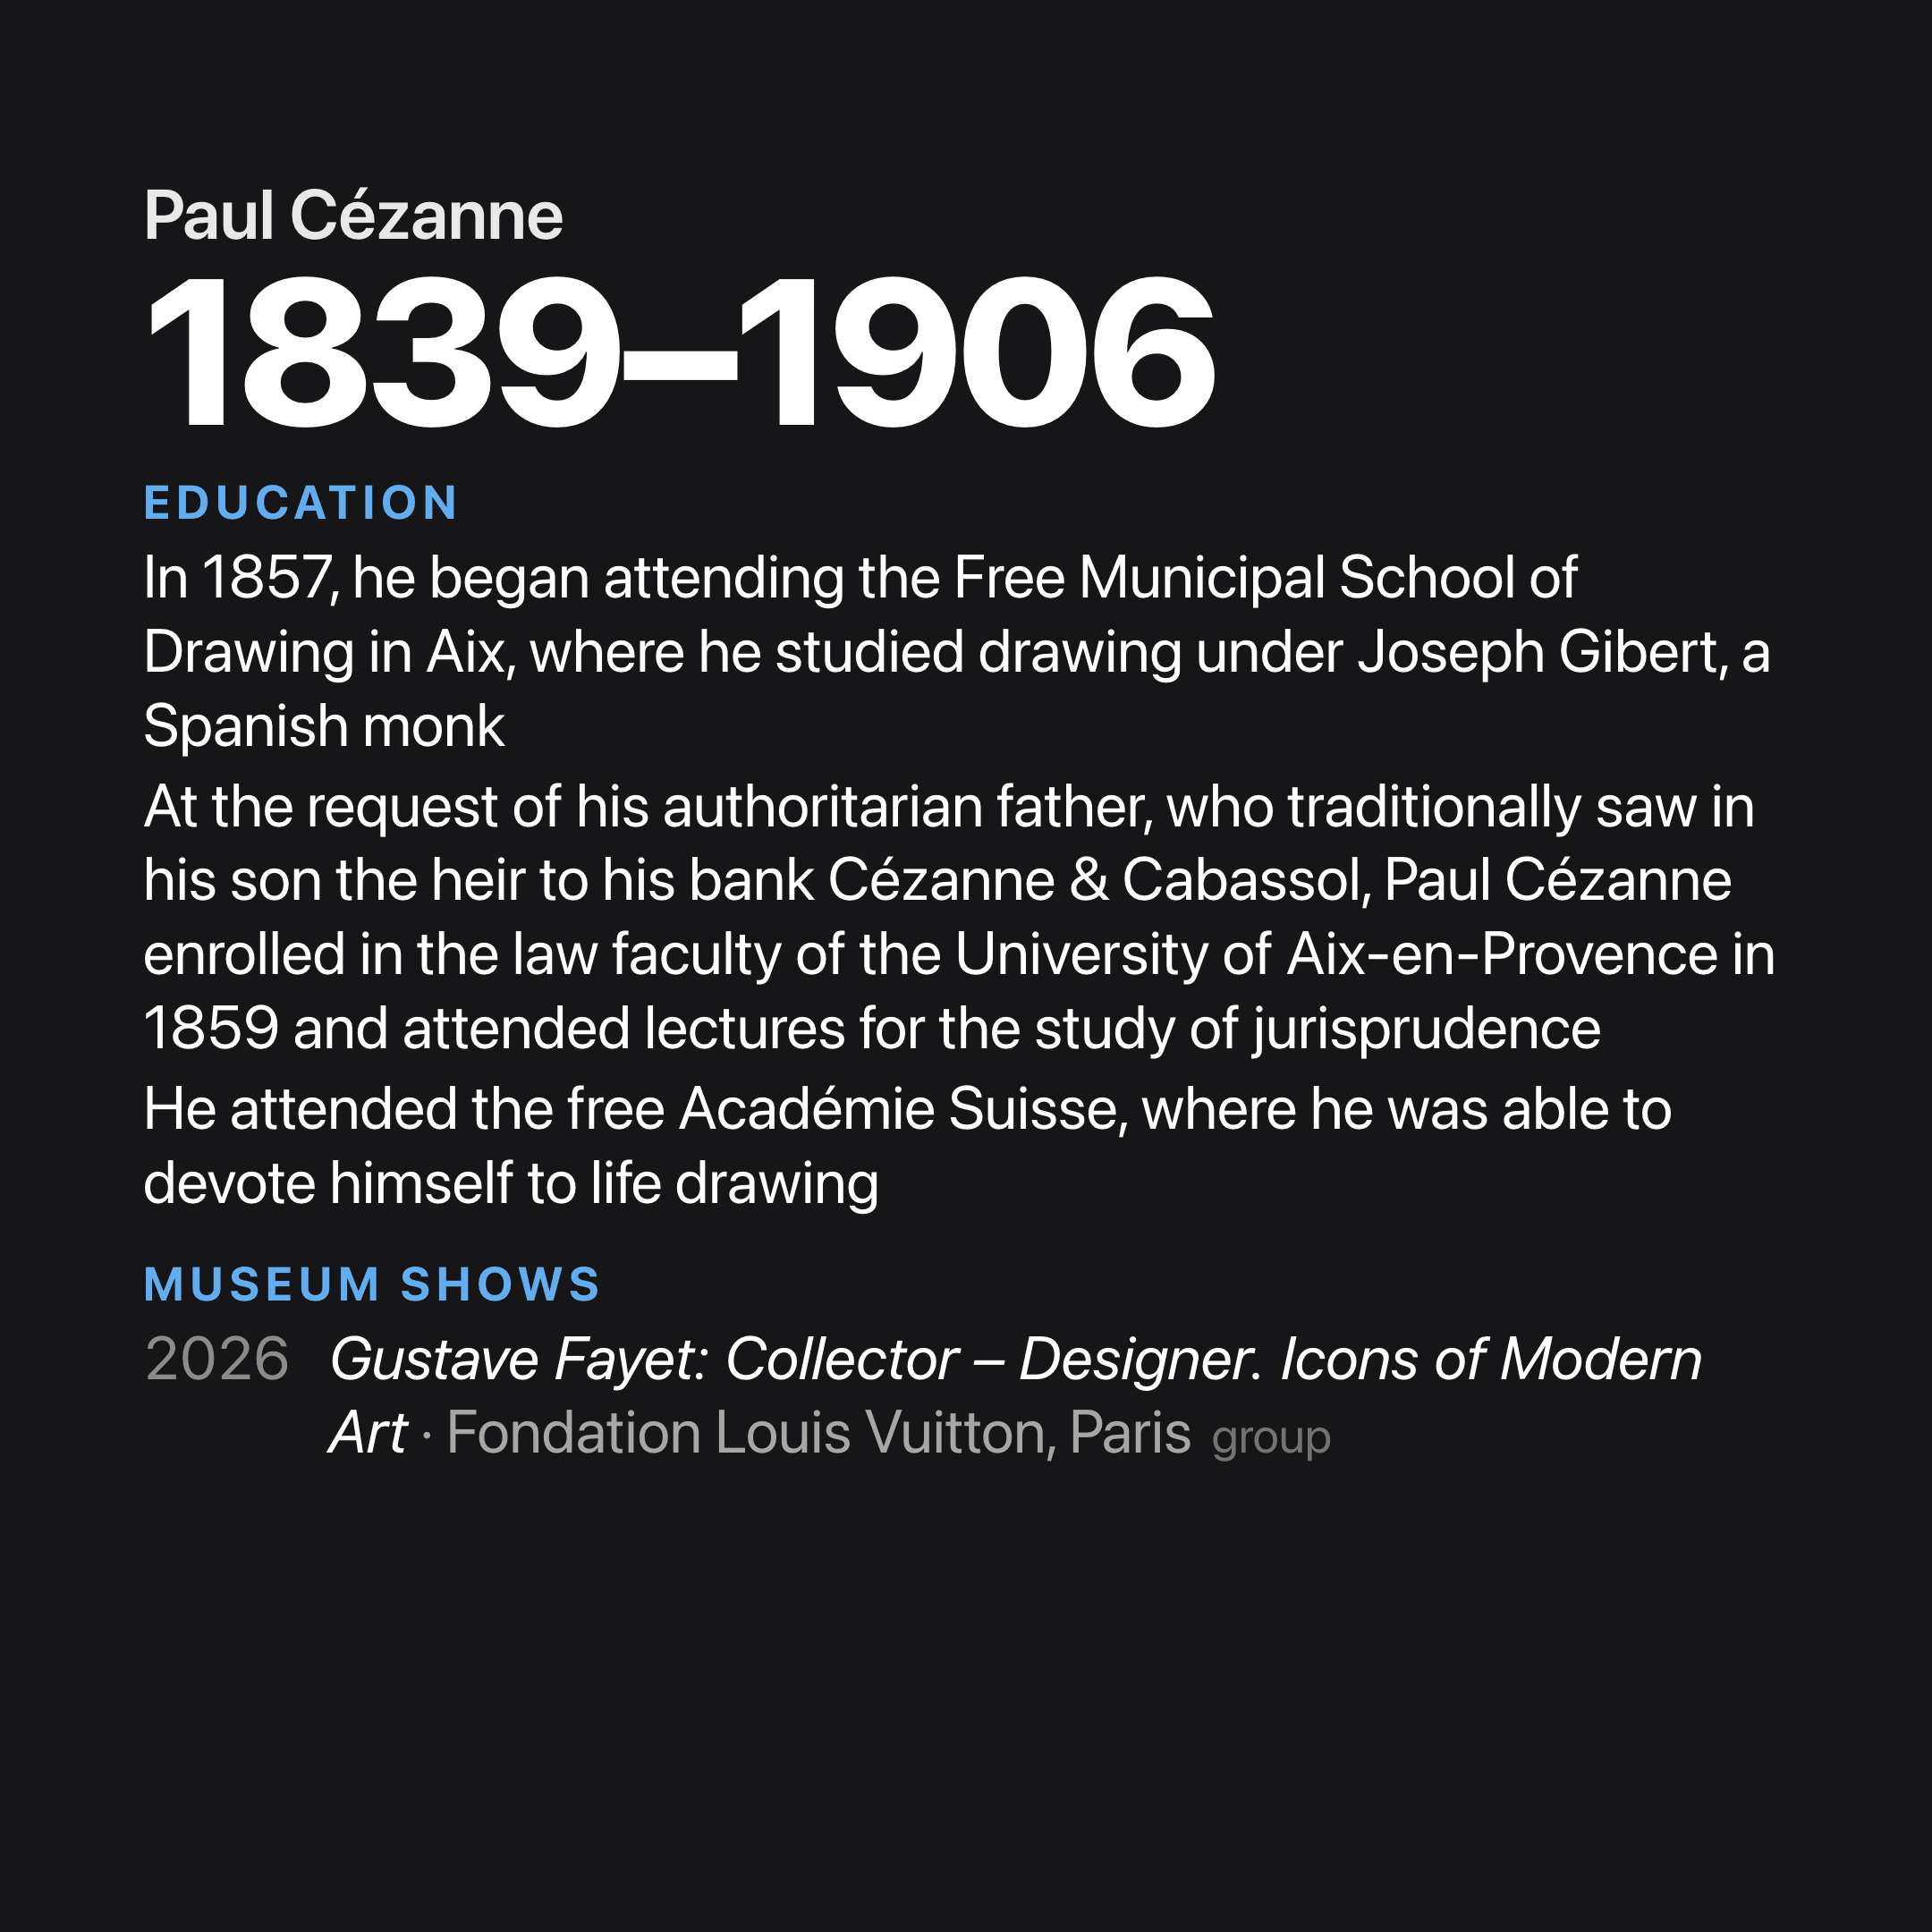 Paul Cézanne
1839–1906
EDUCATION
In 1857, he began attending the Free Municipal School of
Drawing in Aix, where he studied drawing under Joseph Gibert, a
Spanish monk
At the request of his authoritarian father, who traditionally saw in
his son the heir to his bank Cézanne & Cabassol, Paul Cézanne
enrolled in the law faculty of the University of Aix-en-Provence in
1859 and attended lectures for the study of jurisprudence
He attended the free Académie Suisse, where he was able to
devote himself to life drawing
MUSEUM SHOWS
2026 Gustave Fayet: Collector – Designer. Icons of Modern
Art · Fondation Louis Vuitton, Paris group